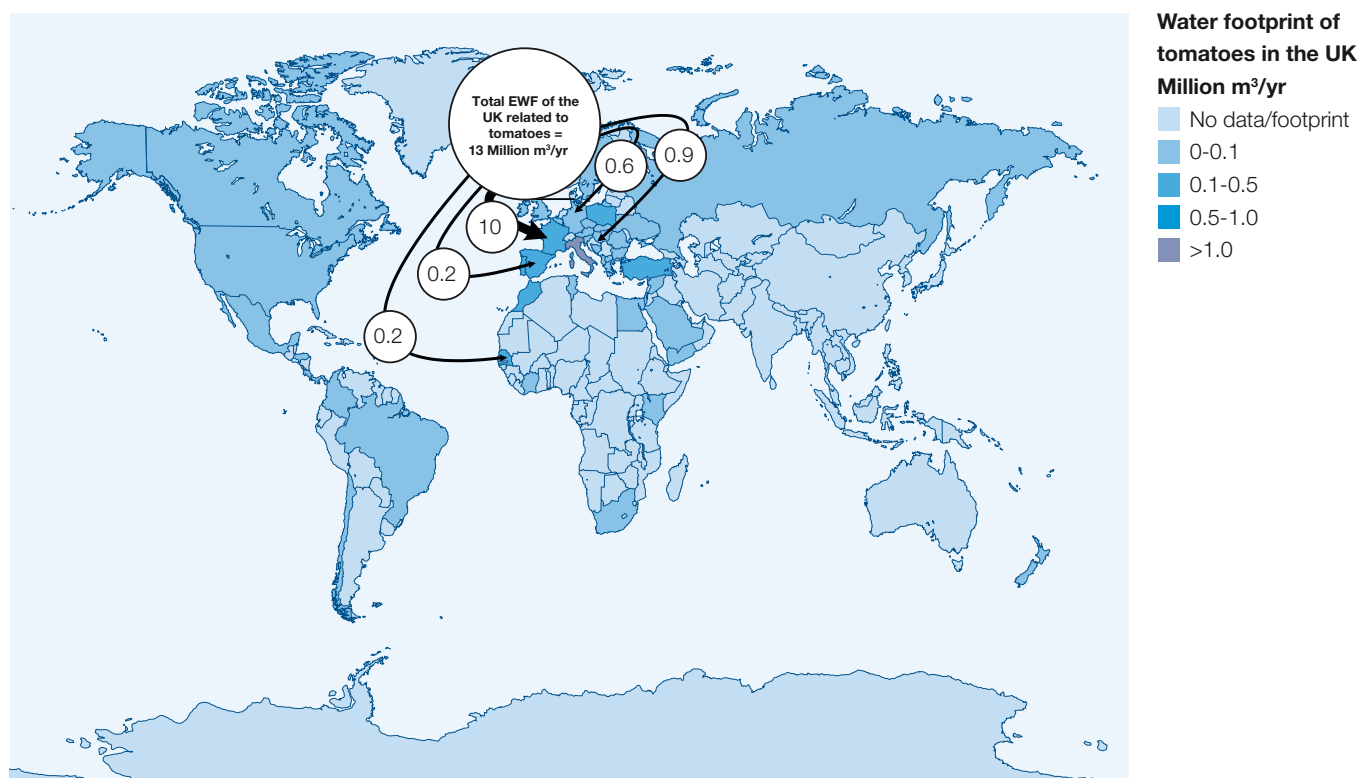 Total EWF of the
UK related to
tomatoes =
13 Million m³/yr
0.6
0.9
10
0.2
0.2
Water footprint of
tomatoes in the UK
Million m³/yr
No data/footprint
0-0.1
0.1-0.5
0.5-1.0
>1.0